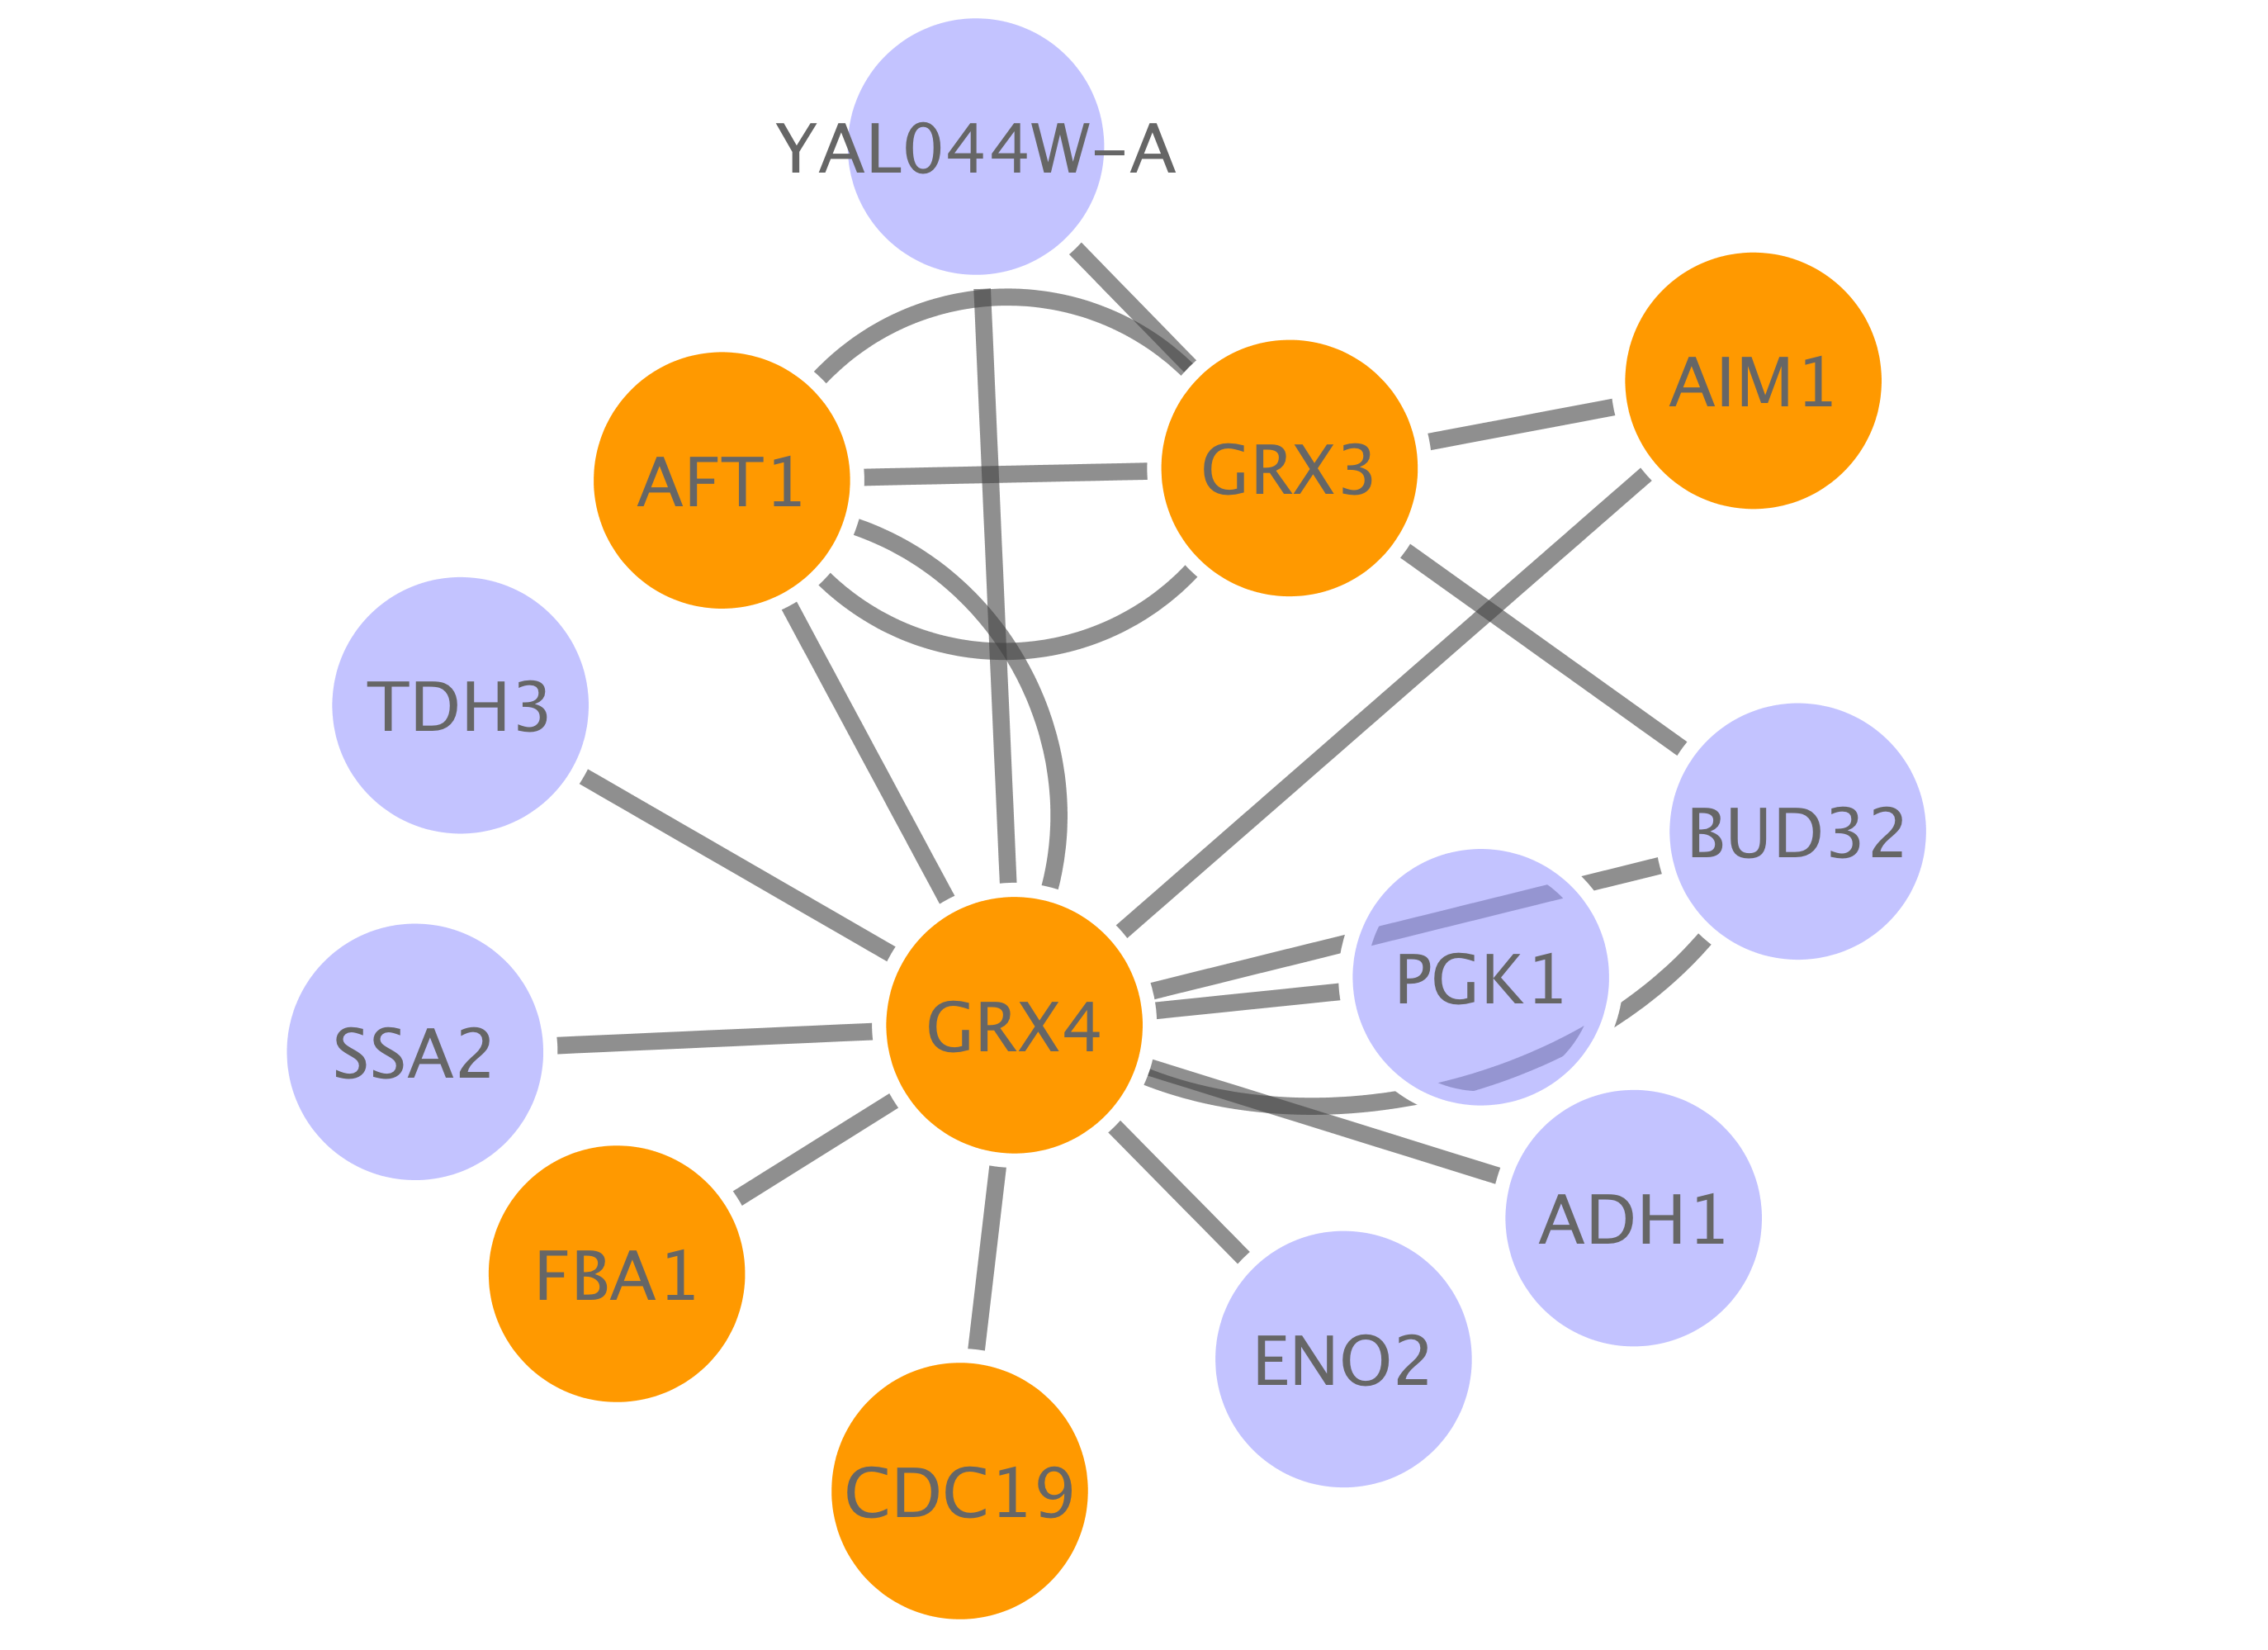 YAL044W-A
AIM1
GRX3
AFT1
TDH3
BUD32
PGK1
GRX4
SSA2
ADH1
FBA1
ENO2
CDC19